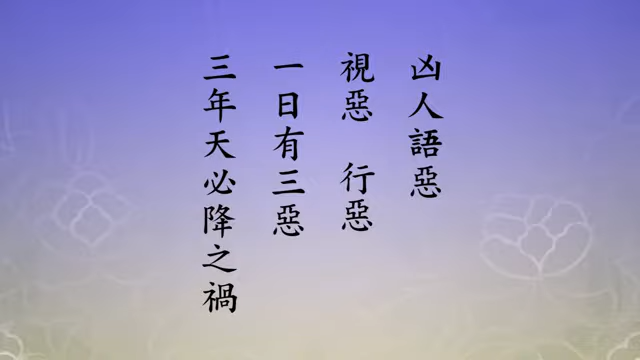 凶人語惡
視惡　行惡
一日有三惡
三年天必降之禍